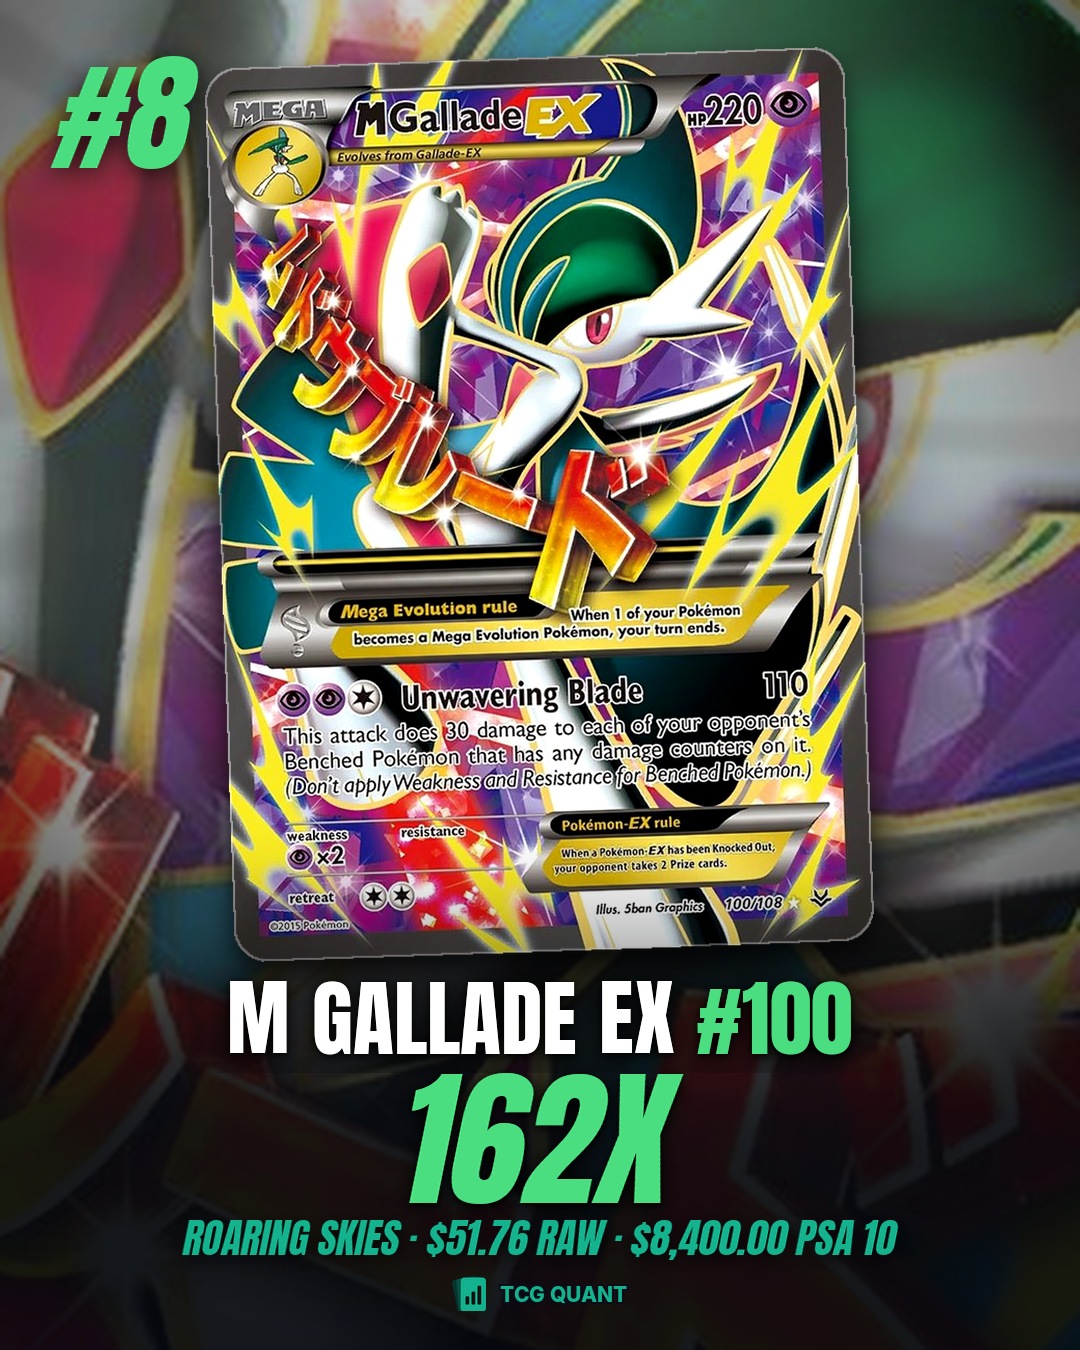 #8
MEGA
M Gallade EX
HP 220
Evolves from Gallade-EX
ソウルブレード
Mega Evolution rule
When 1 of your Pokémon
becomes a Mega Evolution Pokémon, your turn ends.
Unwavering Blade 110
This attack does 30 damage to each of your opponent's
Benched Pokémon that has any damage counters on it.
(Don't apply Weakness and Resistance for Benched Pokémon.)
weakness
×2
resistance
retreat
Pokémon-EX rule
When a Pokémon-EX has been Knocked Out,
your opponent takes 2 Prize cards.
Illus. 5ban Graphics
100/108
©2015 Pokémon
M GALLADE EX #100
162X
ROARING SKIES · $51.76 RAW · $8,400.00 PSA 10
TCG QUANT